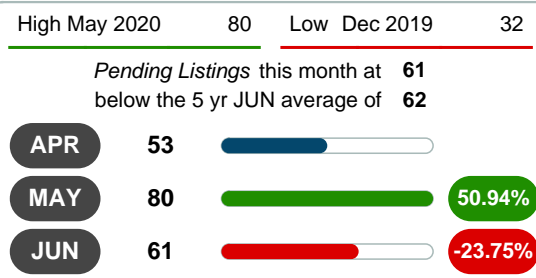 High May 2020 80 Low Dec 2019 32
Pending Listings this month at 61
below the 5 yr JUN average of 62
APR 53
MAY 80 50.94%
JUN 61 -23.75%